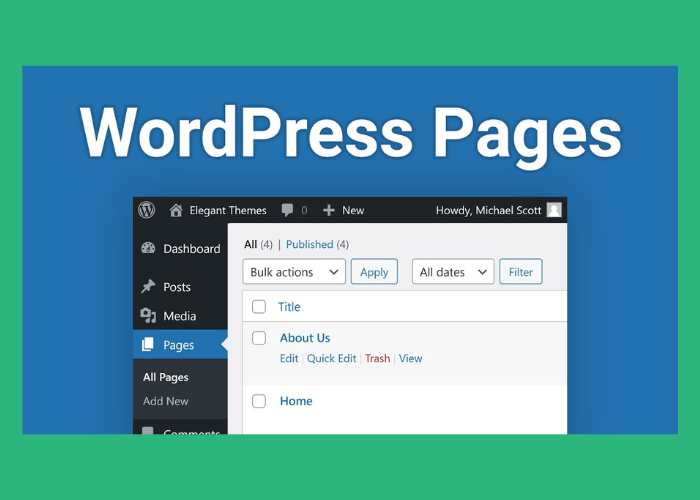 WordPress Pages
Elegant Themes 0 New Howdy, Michael Scott
Dashboard
Posts
Media
Pages
All Pages
Add New
Comments
All (4) | Published (4)
Bulk actions Apply All dates Filter
Title
About Us
Edit | Quick Edit | Trash | View
Home